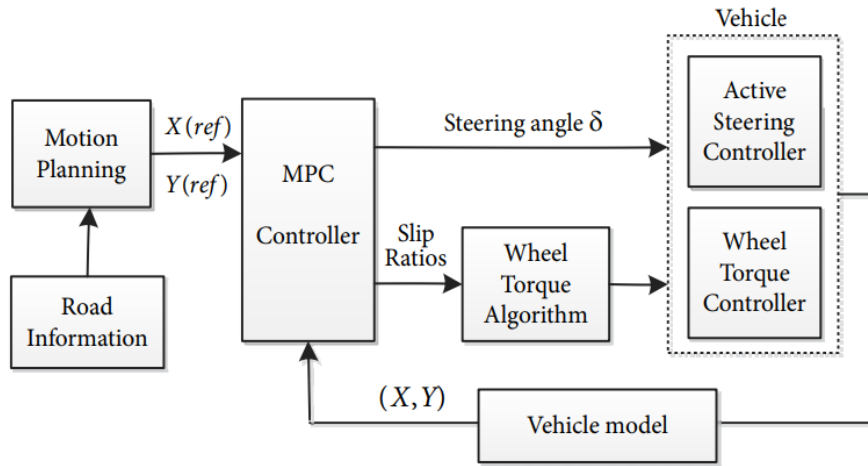 Vehicle
Motion
Planning
X(ref)
Y(ref)
MPC
Controller
Steering angle δ
Active
Steering
Controller
Slip
Ratios
Wheel
Torque
Algorithm
Wheel
Torque
Controller
Road
Information
(X,Y)
Vehicle model